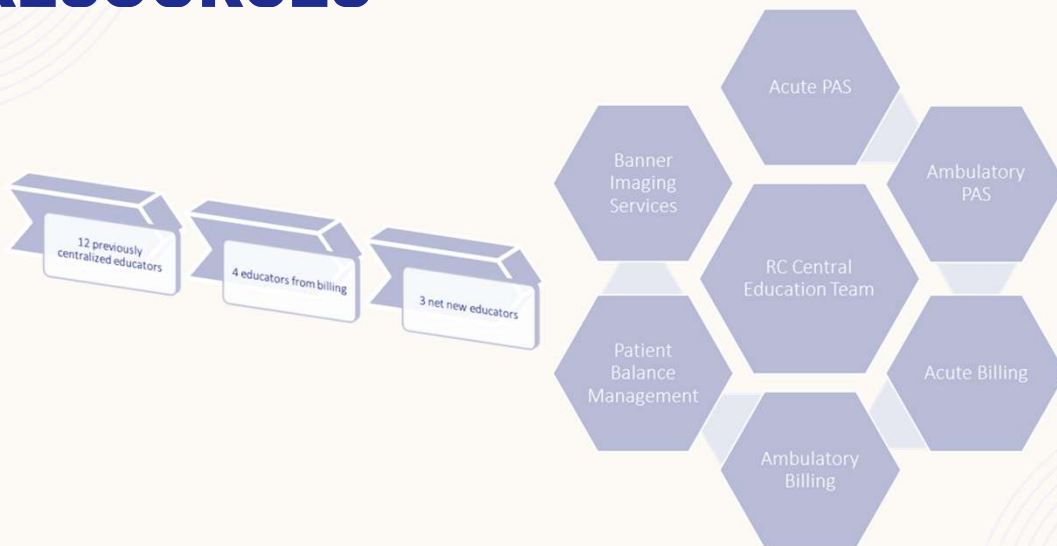 RESOURCES
12 previously
centralized educators
4 educators from billing
3 net new educators
Acute PAS
Banner
Imaging
Services
Ambulatory
PAS
RC Central
Education Team
Patient
Balance
Management
Acute Billing
Ambulatory
Billing